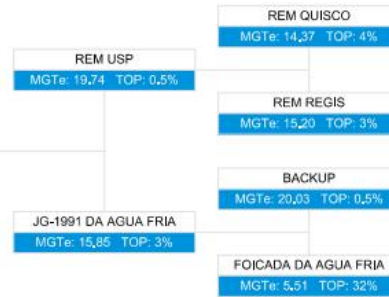 REM QUISCO
MGTe: 14,37 TOP: 4%
REM USP
MGTe: 19,74 TOP: 0,5%
REM REGIS
MGTe: 15,20 TOP: 3%
BACKUP
MGTe: 20,03 TOP: 0,5%
JG-1991 DA AGUA FRIA
MGTe: 15,85 TOP: 3%
FOICADA DA AGUA FRIA
MGTe: 5,51 TOP: 32%